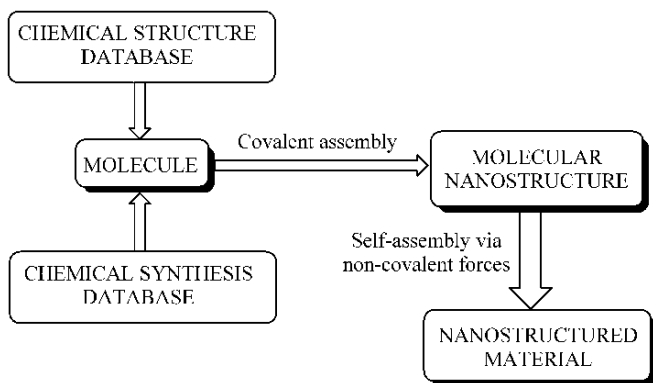 CHEMICAL STRUCTURE
DATABASE
MOLECULE
Covalent assembly
MOLECULAR
NANOSTRUCTURE
CHEMICAL SYNTHESIS
DATABASE
Self-assembly via
non-covalent forces
NANOSTRUCTURED
MATERIAL